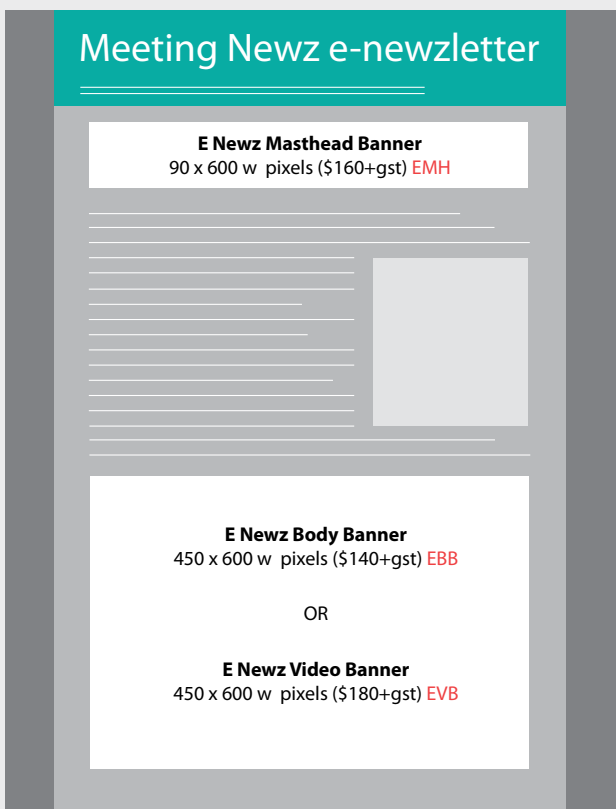 Meeting Newz e-newzletter
E Newz Masthead Banner
90 x 600 w pixels ($160+gst) EMH
E Newz Body Banner
450 x 600 w pixels ($140+gst) EBB
OR
E Newz Video Banner
450 x 600 w pixels ($180+gst) EVB